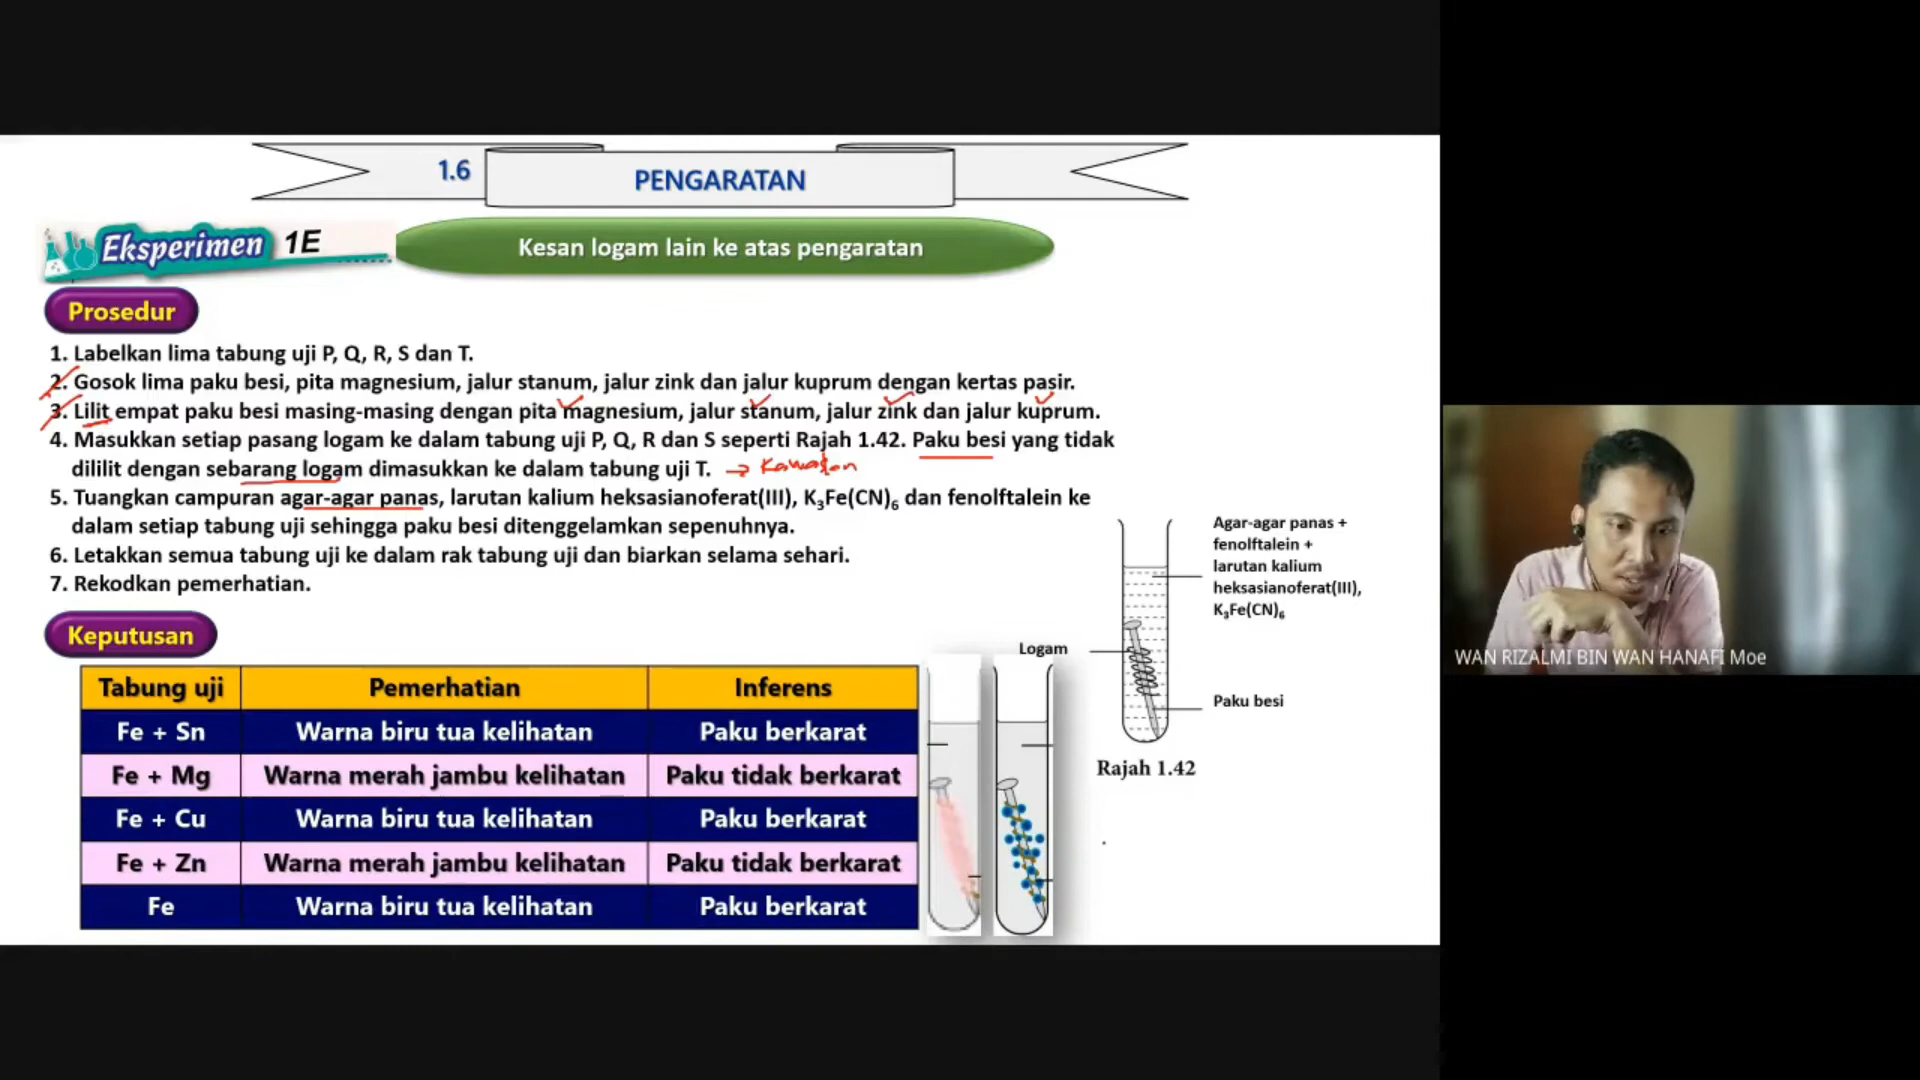 1.6
PENGARATAN
Eksperimen 1E
Kesan logam lain ke atas pengaratan
Prosedur
1. Labelkan lima tabung uji P, Q, R, S dan T.
2. Gosok lima paku besi, pita magnesium, jalur stanum, jalur zink dan jalur kuprum dengan kertas pasir.
3. Lilit empat paku besi masing-masing dengan pita magnesium, jalur stanum, jalur zink dan jalur kuprum.
4. Masukkan setiap pasang logam ke dalam tabung uji P, Q, R dan S seperti Rajah 1.42. Paku besi yang tidak
dililit dengan sebarang logam dimasukkan ke dalam tabung uji T. → Kawalan
5. Tuangkan campuran agar-agar panas, larutan kalium heksasianoferat(III), K₃Fe(CN)₆ dan fenolftalein ke
dalam setiap tabung uji sehingga paku besi ditenggelamkan sepenuhnya.
6. Letakkan semua tabung uji ke dalam rak tabung uji dan biarkan selama sehari.
7. Rekodkan pemerhatian.
Agar-agar panas +
fenolftalein +
larutan kalium
heksasianoferat(III),
K₃Fe(CN)₆
Logam
Paku besi
Rajah 1.42
Keputusan
Tabung uji Pemerhatian Inferens
Fe + Sn Warna biru tua kelihatan Paku berkarat
Fe + Mg Warna merah jambu kelihatan Paku tidak berkarat
Fe + Cu Warna biru tua kelihatan Paku berkarat
Fe + Zn Warna merah jambu kelihatan Paku tidak berkarat
Fe Warna biru tua kelihatan Paku berkarat
WAN RIZALMI BIN WAN HANAFI Moe